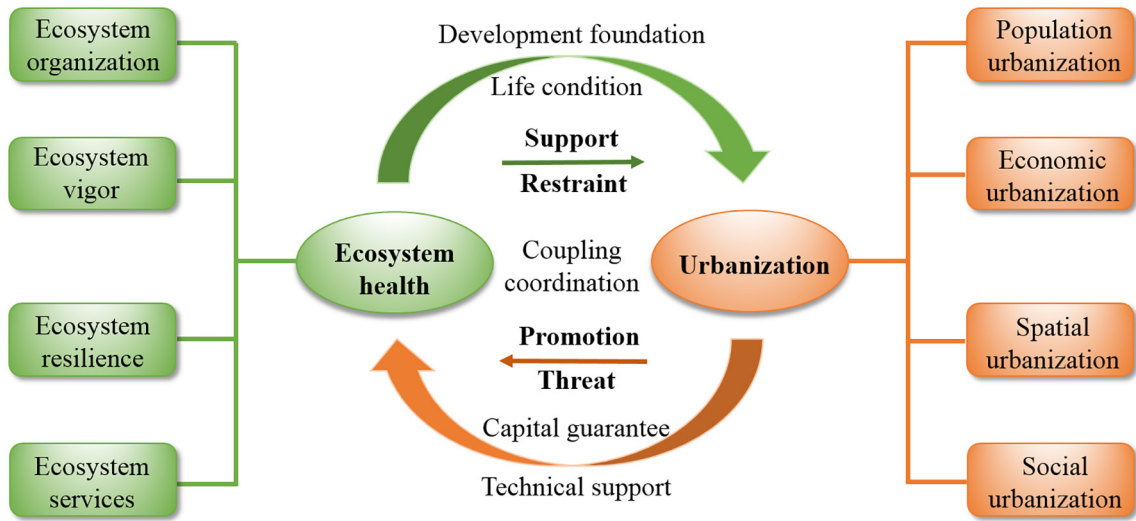 Ecosystem
organization
Ecosystem
vigor
Ecosystem
resilience
Ecosystem
services
Development foundation
Life condition
Support
Restraint
Ecosystem
health
Coupling
coordination
Urbanization
Promotion
Threat
Capital guarantee
Technical support
Population
urbanization
Economic
urbanization
Spatial
urbanization
Social
urbanization